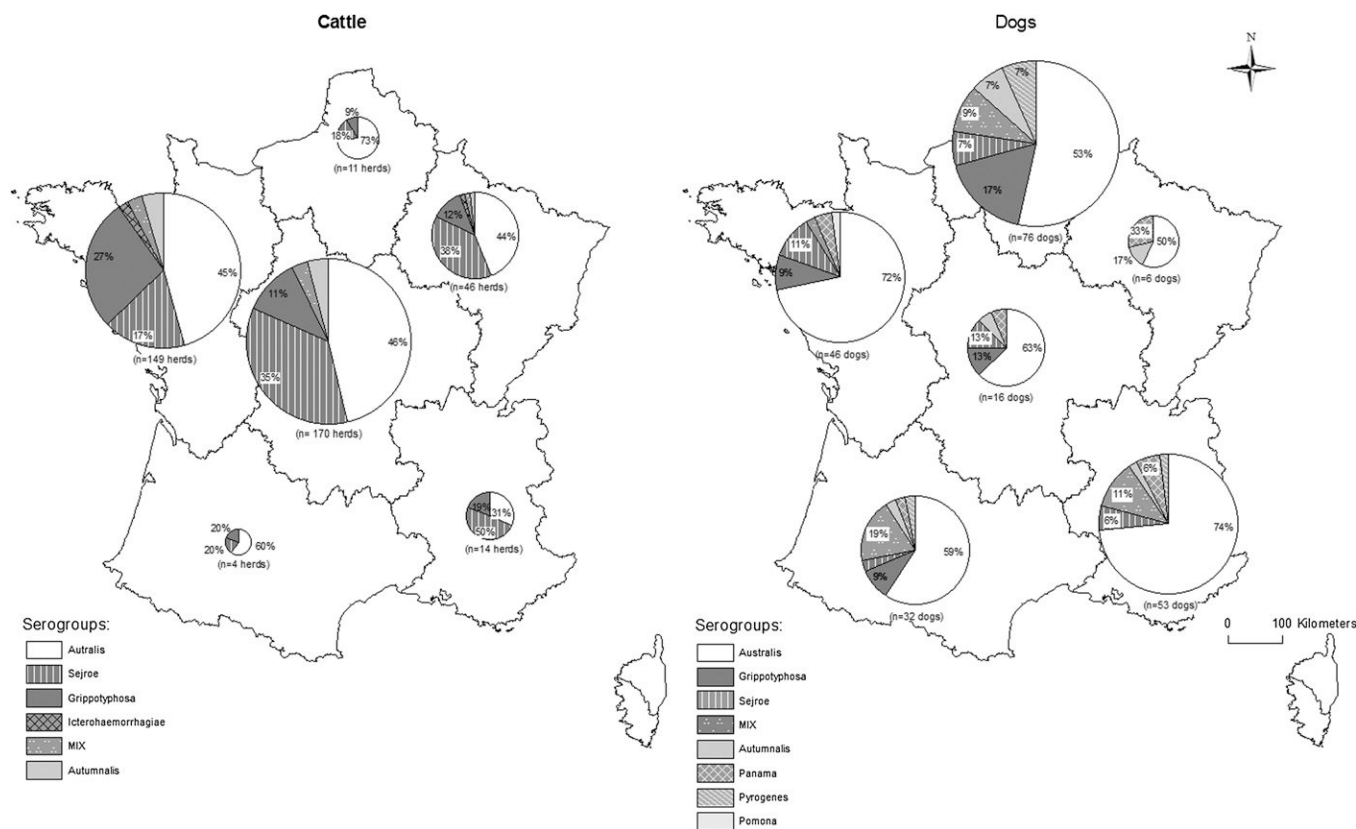 Cattle
9%
18%
73%
(n=11 herds)
12%
44%
38%
(n=46 herds)
27%
45%
17%
(n=149 herds)
11%
46%
35%
(n= 170 herds)
19%
31%
50%
(n=14 herds)
20%
20%
60%
(n=4 herds)
Serogroups:
Autralis
Sejroe
Grippotyphosa
Icterohaemorrhagiae
MIX
Autumnalis
Dogs
N
7%
7%
9%
7%
53%
17%
(n=76 dogs)
11%
9%
72%
(n=46 dogs)
33%
50%
17%
(n=6 dogs)
13%
13%
63%
(n=16 dogs)
6%
11%
6%
74%
(n=53 dogs)
19%
59%
9%
(n=32 dogs)
0 100 Kilometers
Serogroups:
Australis
Grippotyphosa
Sejroe
MIX
Autumnalis
Panama
Pyrogenes
Pomona